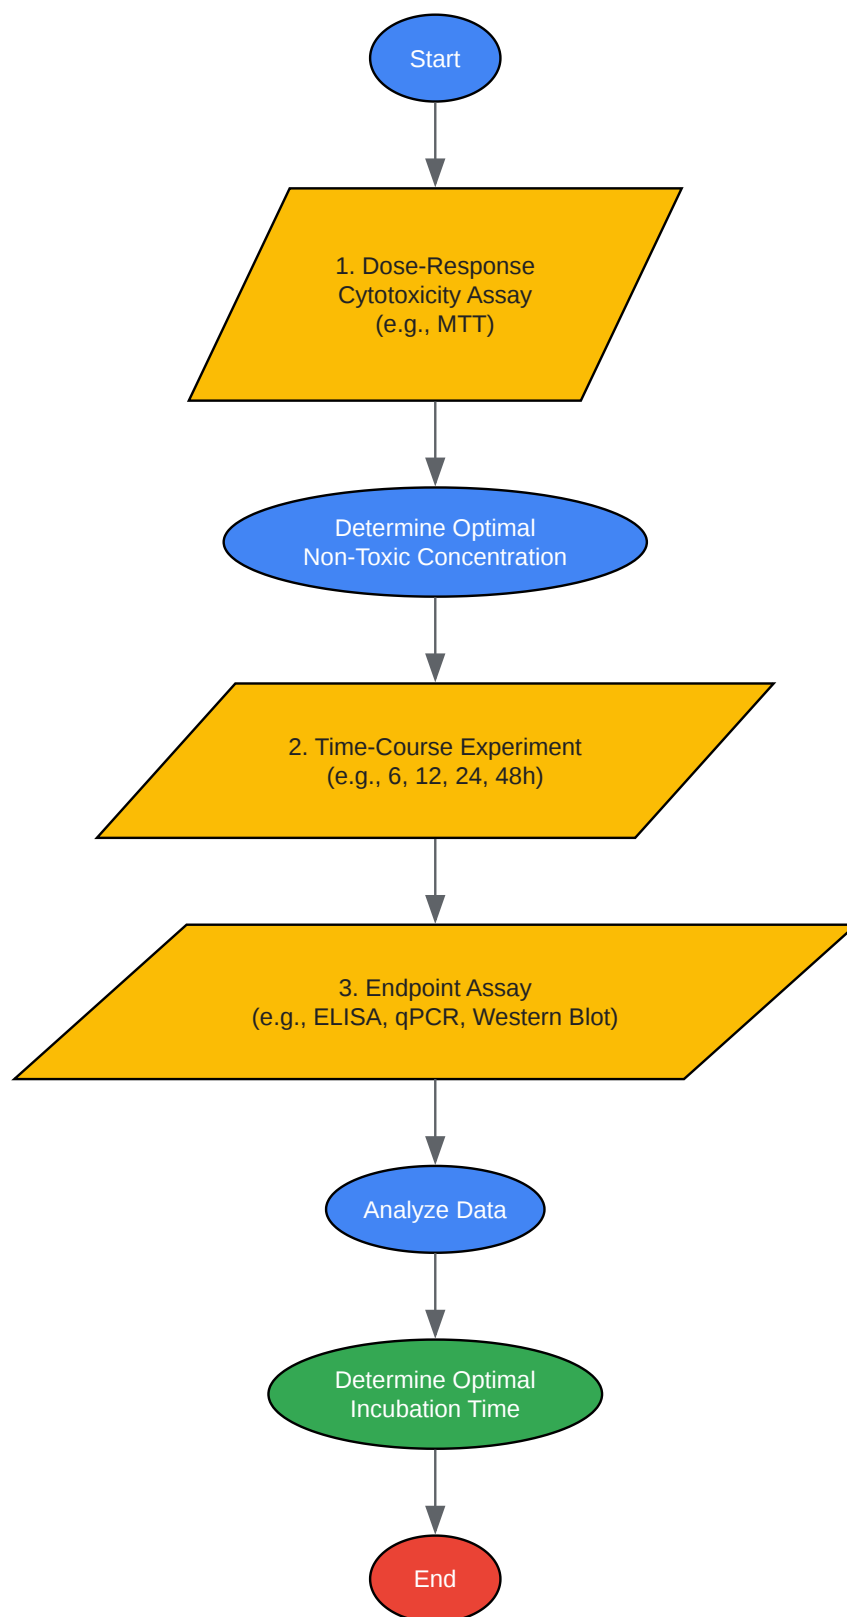 Start
1. Dose-Response
Cytotoxicity Assay
(e.g., MTT)
Determine Optimal
Non-Toxic Concentration
2. Time-Course Experiment
(e.g., 6, 12, 24, 48h)
3. Endpoint Assay
(e.g., ELISA, qPCR, Western Blot)
Analyze Data
Determine Optimal
Incubation Time
End